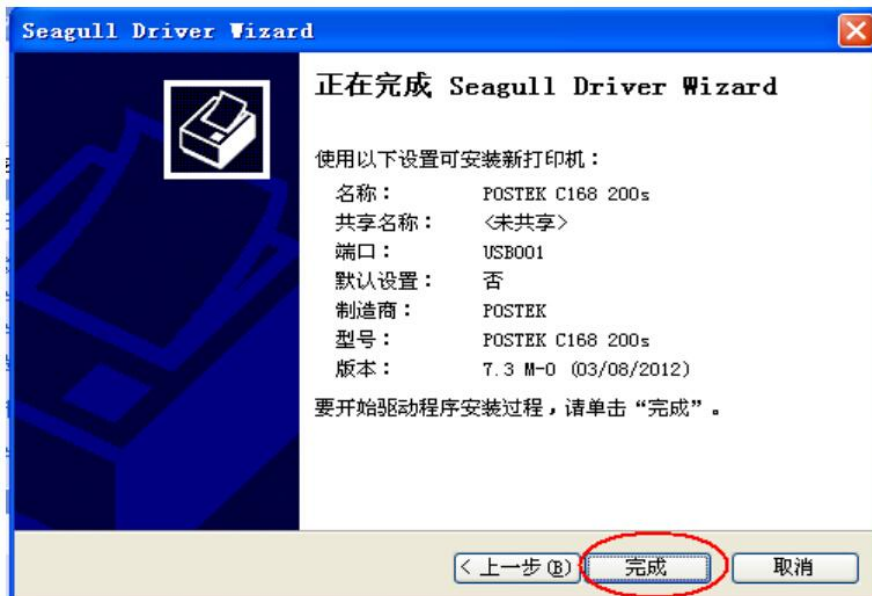 Seagull Driver Wizard
正在完成 Seagull Driver Wizard
使用以下设置可安装新打印机：
名称： POSTEK C168 200s
共享名称： <未共享>
端口： USB001
默认设置： 否
制造商： POSTEK
型号： POSTEK C168 200s
版本： 7.3 M-0 (03/08/2012)
要开始驱动程序安装过程，请单击“完成”。
< 上一步(B) 完成 取消